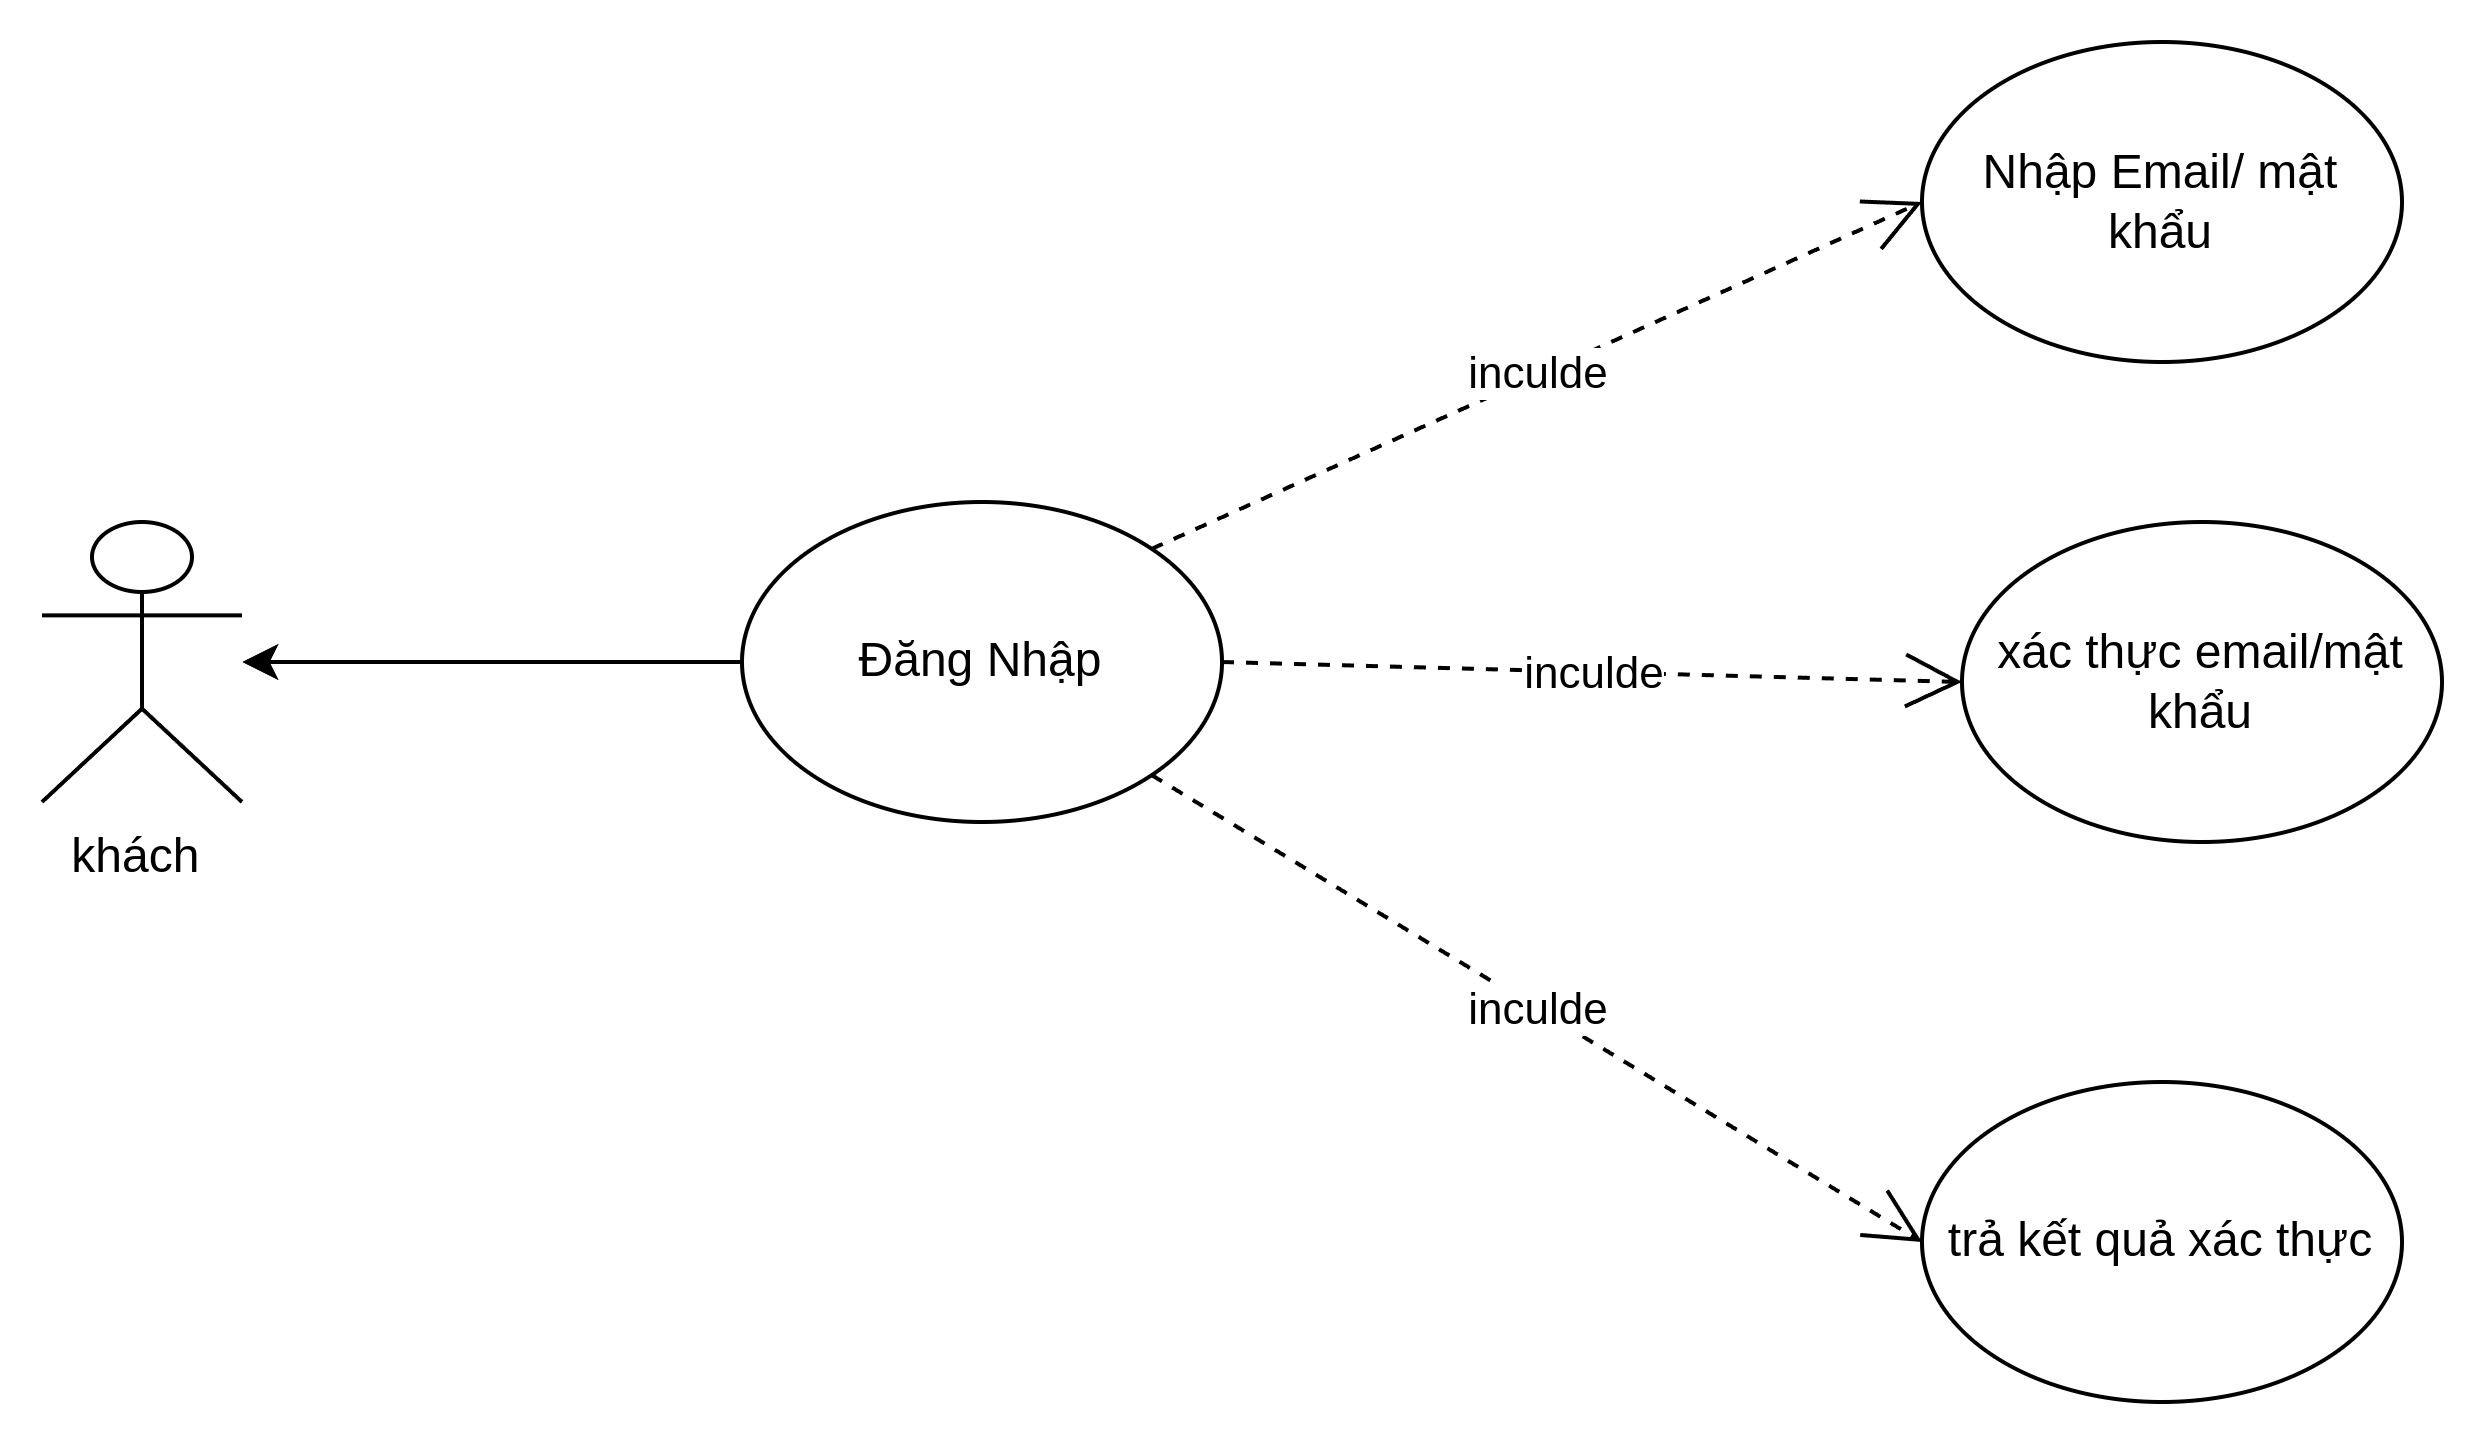 Nhập Email/ mật
khẩu
inculde
khách
Đăng Nhập
inculde
xác thực email/mật
khẩu
inculde
trả kết quả xác thực